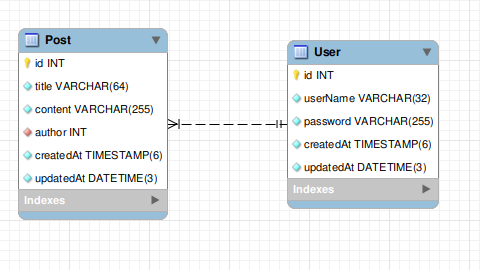 Post
id INT
title VARCHAR(64)
content VARCHAR(255)
author INT
createdAt TIMESTAMP(6)
updatedAt DATETIME(3)
Indexes
User
id INT
userName VARCHAR(32)
password VARCHAR(255)
createdAt TIMESTAMP(6)
updatedAt DATETIME(3)
Indexes